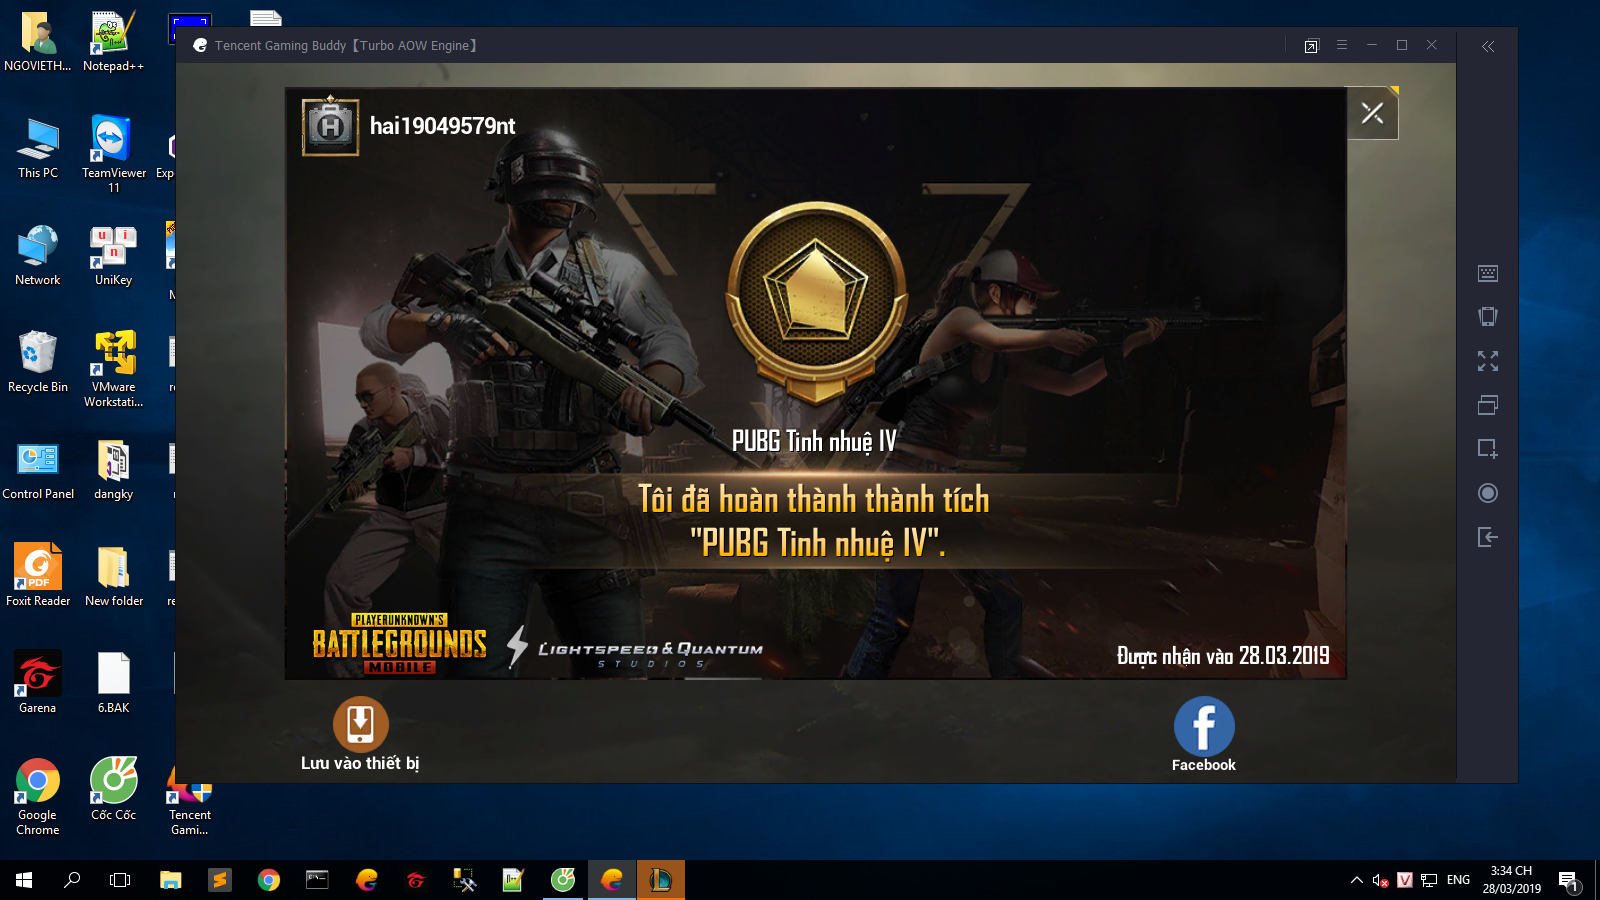 NGOVIETH...
Notepad++
This PC
TeamViewer
11
Exp
Network
UniKey
Recycle Bin
VMware
Workstati...
Control Panel
dangky
Foxit Reader
New folder
Garena
6.BAK
Google
Chrome
Cốc Cốc
Tencent
Gami...
Tencent Gaming Buddy【Turbo AOW Engine】
hai19049579nt
PUBG Tinh nhuệ IV
Tôi đã hoàn thành thành tích
"PUBG Tinh nhuệ IV".
PLAYERUNKNOWN'S
BATTLEGROUNDS
MOBILE
LIGHTSPEED & QUANTUM
STUDIOS
Được nhận vào 28.03.2019
Lưu vào thiết bị
Facebook
ENG
3:34 CH
28/03/2019
1